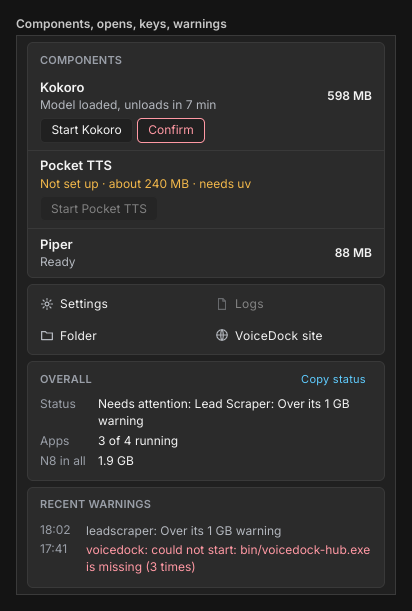 Components, opens, keys, warnings
COMPONENTS
Kokoro
Model loaded, unloads in 7 min
598 MB
Start Kokoro
Confirm
Pocket TTS
Not set up · about 240 MB · needs uv
Start Pocket TTS
Piper
Ready
88 MB
Settings
Logs
Folder
VoiceDock site
OVERALL
Copy status
Status
Needs attention: Lead Scraper: Over its 1 GB
warning
Apps
3 of 4 running
N8 in all
1.9 GB
RECENT WARNINGS
18:02
leadscraper: Over its 1 GB warning
17:41
voicedock: could not start: bin/voicedock-hub.exe
is missing (3 times)